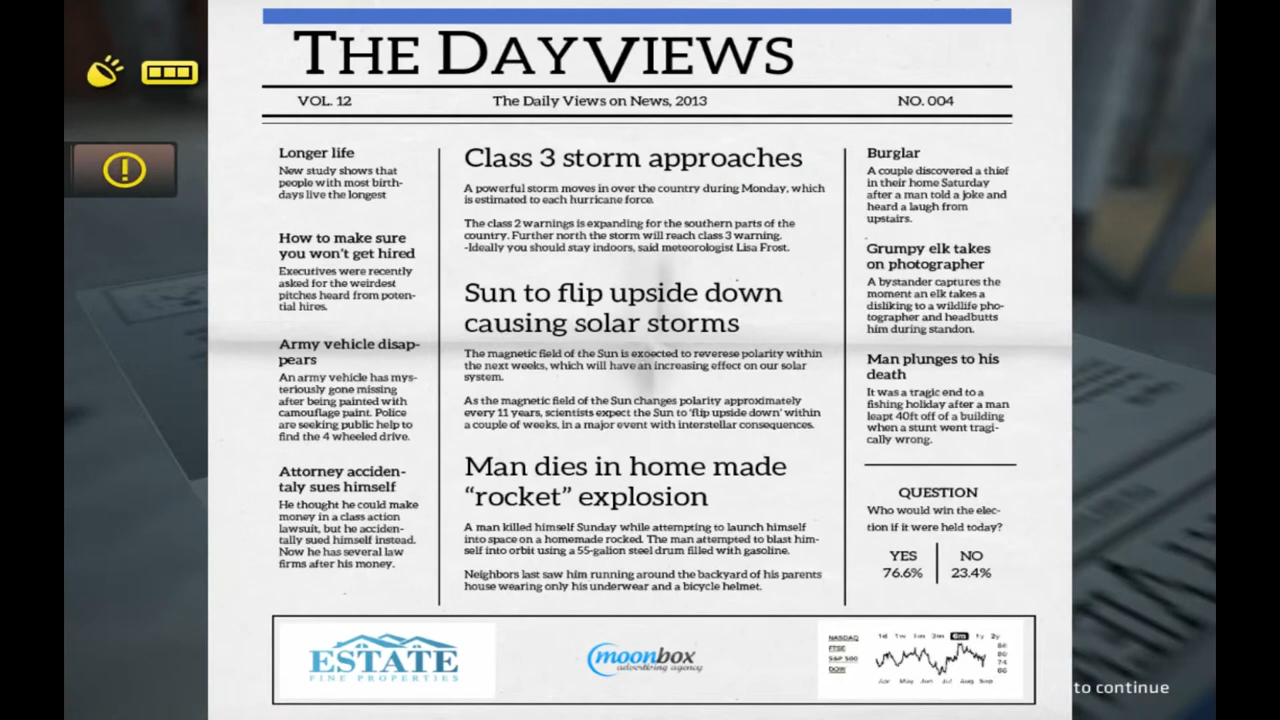 THE DAYVIEWS
VOL. 12
The Daily Views on News, 2013
NO. 004
Longer life
New study shows that
people with most birth-
days live the longest
How to make sure
you won't get hired
Executives were recently
asked for the weirdest
pitches heard from poten-
tial hires.
Army vehicle disap-
pears
An army vehicle has mys-
teriously gone missing
after being painted with
camouflage paint. Police
are seeking public help to
find the 4 wheeled drive.
Attorney acciden-
taly sues himself
He thought he could make
money in a class action
lawsuit, but he acciden-
tally sued himself instead.
Now he has several law
firms after his money.
Class 3 storm approaches
A powerful storm moves in over the country during Monday, which
is estimated to each hurricane force.
The class 2 warnings is expanding for the southern parts of the
country. Further north the storm will reach class 3 warning.
-Ideally you should stay indoors, said meteorologist Lisa Frost.
Sun to flip upside down
causing solar storms
The magnetic field of the Sun is expected to reverese polarity within
the next weeks, which will have an increasing effect on our solar
system.
As the magnetic field of the Sun changes polarity approximately
every 11 years, scientists expect the Sun to 'flip upside down' within
a couple of weeks, in a major event with interstellar consequences.
Man dies in home made
“rocket” explosion
A man killed himself Sunday while attempting to launch himself
into space on a homemade rocked. The man attempted to blast him-
self into orbit using a 55-gallon steel drum filled with gasoline.
Neighbors last saw him running around the backyard of his parents
house wearing only his underwear and a bicycle helmet.
Burglar
A couple discovered a thief
in their home Saturday
after a man told a joke and
heard a laugh from
upstairs.
Grumpy elk takes
on photographer
A bystander captures the
moment an elk takes a
disliking to a wildlife pho-
tographer and headbutts
him during standon.
Man plunges to his
death
It was a tragic end to a
fishing holiday after a man
leapt 40ft off of a building
when a stunt went tragi-
cally wrong.
QUESTION
Who would win the elec-
tion if it were held today?
YES NO
76.6% 23.4%
ESTATE
FINE PROPERTIES
moonbox
advertising agency
NASDAQ
FTSE
S&P 500
DOW
1d 1w 1m 3m 6m 1y 2y
Apr May Jun Jul Aug Sep
to continue